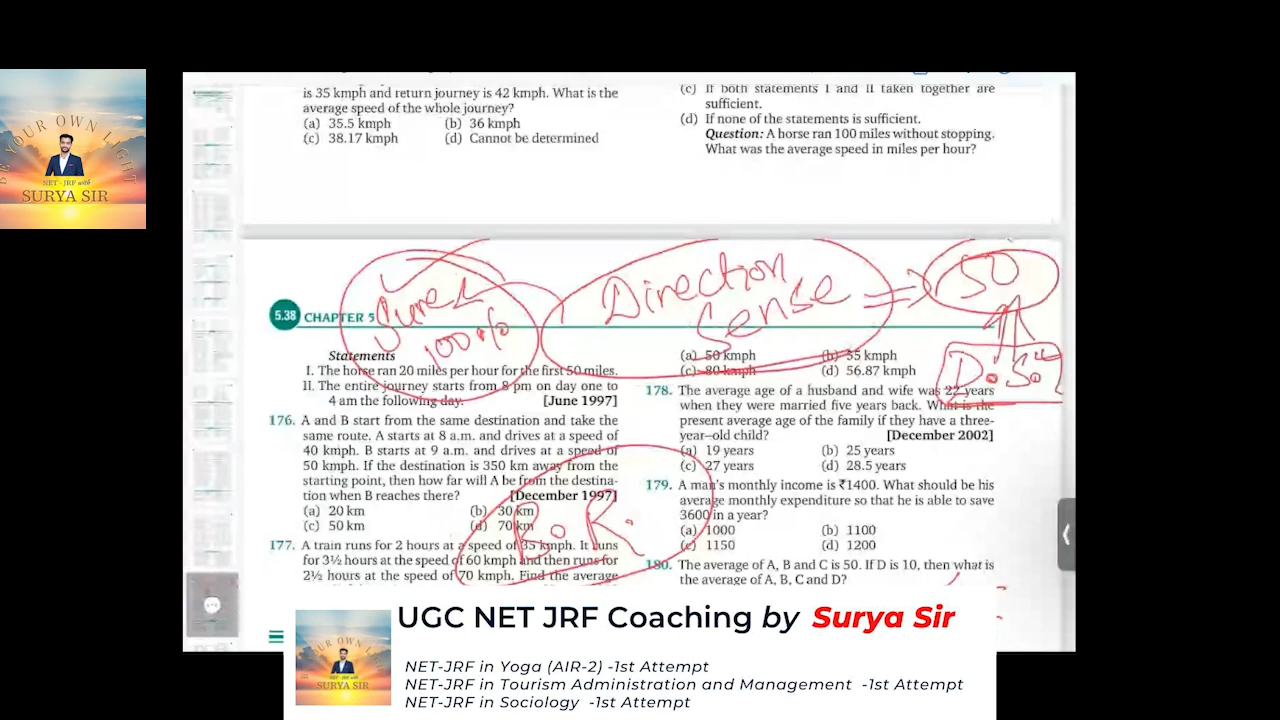 BE YOUR OWN LIGHT
NET - JRF with
SURYA SIR
is 35 kmph and return journey is 42 kmph. What is the
average speed of the whole journey?
(a) 35.5 kmph (b) 36 kmph
(c) 38.17 kmph (d) Cannot be determined
(c) If both statements I and II taken together are
sufficient.
(d) If none of the statements is sufficient.
Question: A horse ran 100 miles without stopping.
What was the average speed in miles per hour?
Sure
100%
Direction
Sense
50
D.S.
5.38 CHAPTER 5
Statements
I. The horse ran 20 miles per hour for the first 50 miles.
II. The entire journey starts from 8 pm on day one to
4 am the following day. [June 1997]
176. A and B start from the same destination and take the
same route. A starts at 8 a.m. and drives at a speed of
40 kmph. B starts at 9 a.m. and drives at a speed of
50 kmph. If the destination is 350 km away from the
starting point, then how far will A be from the destina-
tion when B reaches there? [December 1997]
(a) 20 km (b) 30 km
(c) 50 km (d) 70 km
B. R.
177. A train runs for 2 hours at a speed of 35 kmph. It runs
for 3½ hours at the speed of 60 kmph and then runs for
2½ hours at the speed of 70 kmph. Find the average
(a) 50 kmph (b) 55 kmph
(c) 80 kmph (d) 56.87 kmph
178. The average age of a husband and wife was 22 years
when they were married five years back. What is the
present average age of the family if they have a three-
year–old child? [December 2002]
(a) 19 years (b) 25 years
(c) 27 years (d) 28.5 years
179. A man's monthly income is ₹1400. What should be his
average monthly expenditure so that he is able to save
3600 in a year?
(a) 1000 (b) 1100
(c) 1150 (d) 1200
180. The average of A, B and C is 50. If D is 10, then what is
the average of A, B, C and D?
YOUR OWN LIGHT
NET - JRF with
SURYA SIR
UGC NET JRF Coaching by Surya Sir
NET-JRF in Yoga (AIR-2) -1st Attempt
NET-JRF in Tourism Administration and Management -1st Attempt
NET-JRF in Sociology -1st Attempt